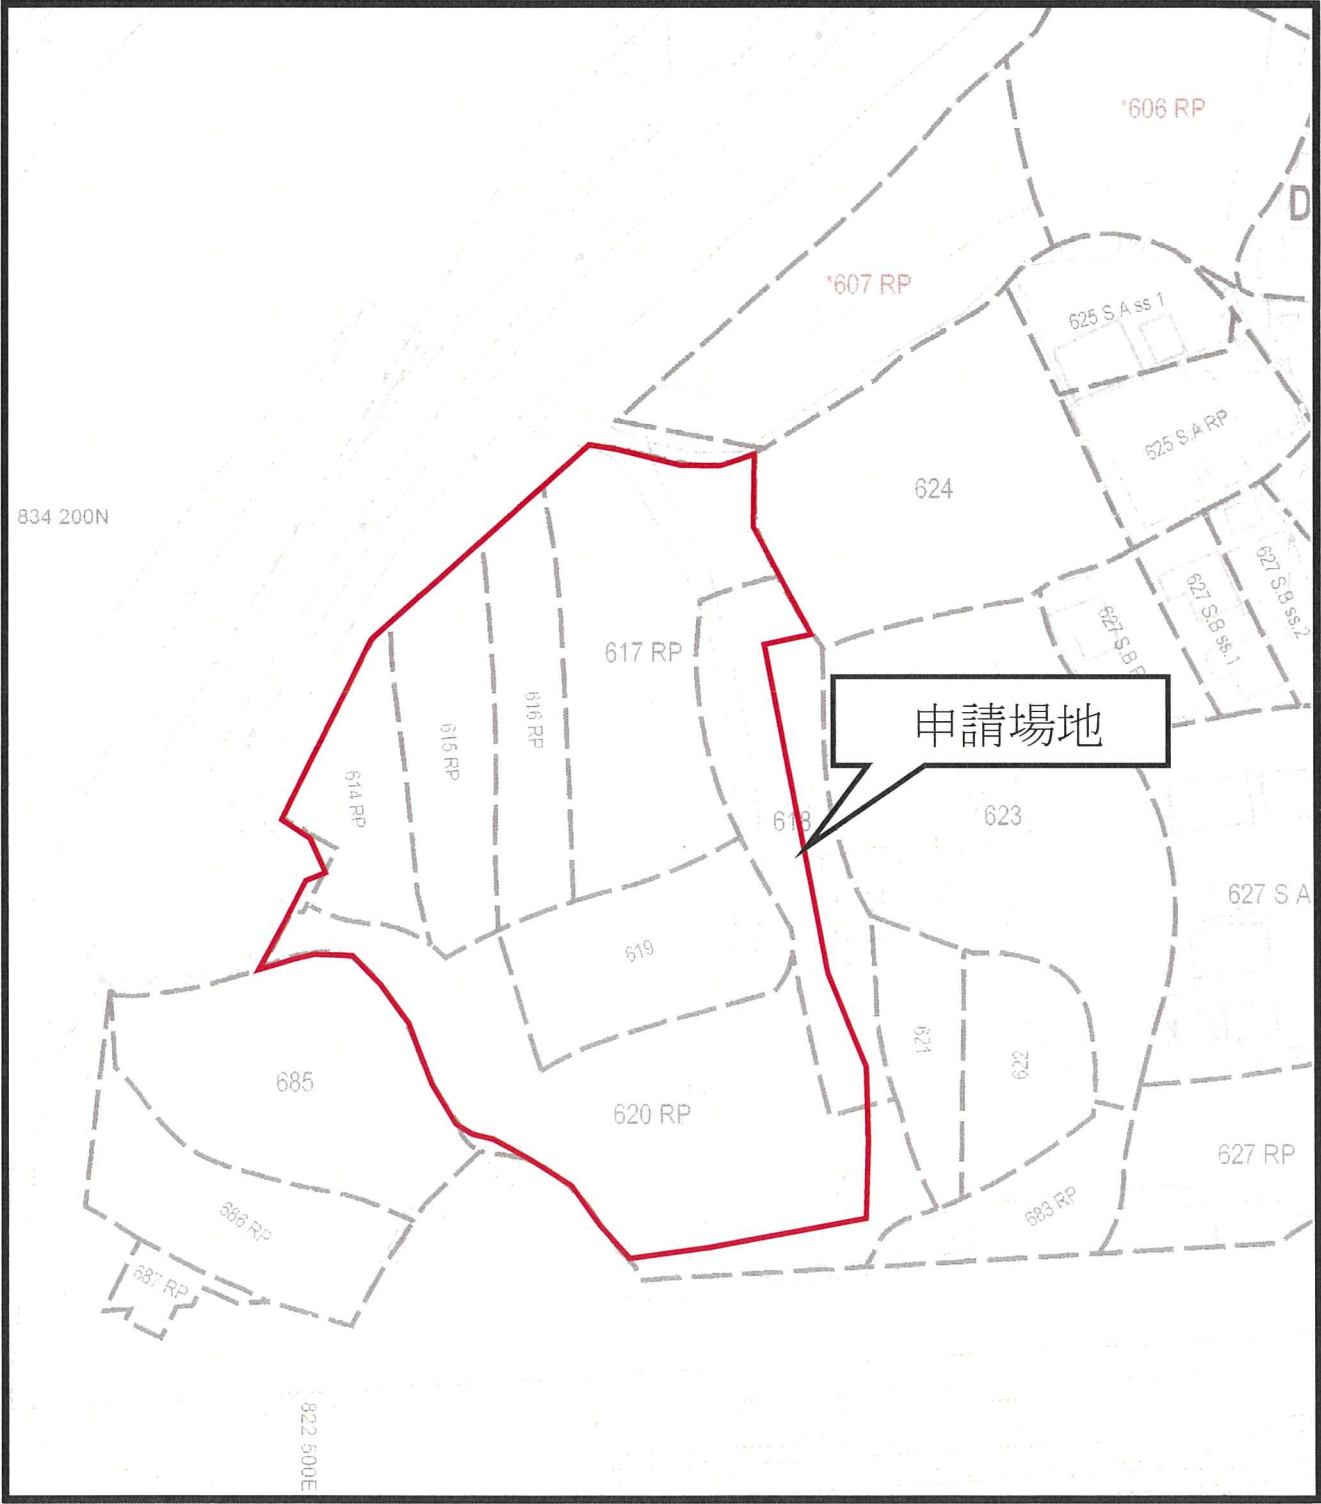 *606 RP
D
*607 RP
625 S.A ss.1
625 S.A RP
624
834 200N
627 S.B ss.2
627 S.B ss.1
627 S.B R
617 RP
616 RP
615 RP
614 RP
申請場地
618
623
627 S A
619
621
622
685
620 RP
627 RP
683 RP
686 RP
687 RP
822 500E